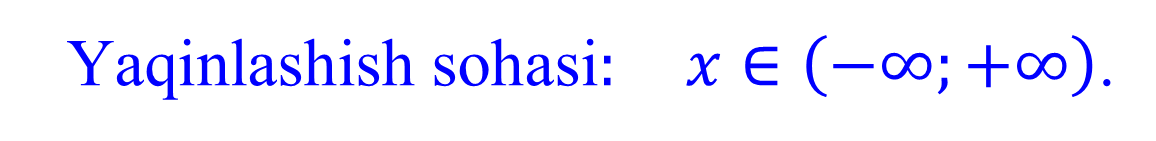 Yaqinlashish sohasi: x ∈ (−∞; +∞).